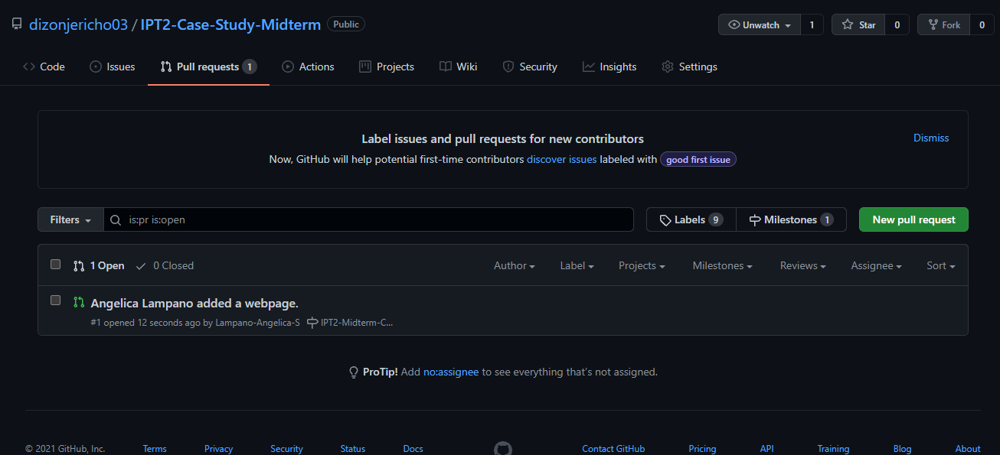 dizonjericho03 / IPT2-Case-Study-Midterm Public Unwatch 1 Star 0 Fork 0
Code Issues Pull requests 1 Actions Projects Wiki Security Insights Settings
Label issues and pull requests for new contributors
Dismiss
Now, GitHub will help potential first-time contributors discover issues labeled with good first issue
Filters is:pr is:open Labels 9 Milestones 1 New pull request
1 Open 0 Closed Author Label Projects Milestones Reviews Assignee Sort
Angelica Lampano added a webpage.
#1 opened 12 seconds ago by Lampano-Angelica-S IPT2-Midterm-C...
ProTip! Add no:assignee to see everything that's not assigned.
© 2021 GitHub, Inc. Terms Privacy Security Status Docs Contact GitHub Pricing API Training Blog About